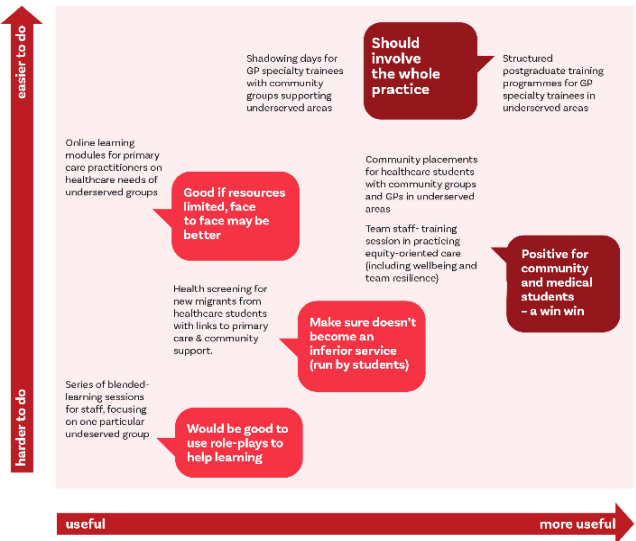 easier to do
Shadowing days for
GP specialty trainees
with community
groups supporting
underserved areas
Should
involve
the whole
practice
Structured
postgraduate training
programmes for GP
specialty trainees in
underserved areas
Online learning
modules for primary
care practitioners on
healthcare needs of
underserved groups
Good if resources
limited, face
to face may be
better
Community placements
for healthcare students
with community groups
and GPs in underserved
areas
Team staff- training
session in practicing
equity-oriented care
(including wellbeing and
team resilience)
Positive for
community
and medical
students
– a win win
Health screening for
new migrants from
healthcare students
with links to primary
care & community
support.
Make sure doesn't
become an
inferior service
(run by students)
Series of blended-
learning sessions
for staff, focusing
on one particular
undeserved group
Would be good to
use role-plays to
help learning
harder to do
useful
more useful